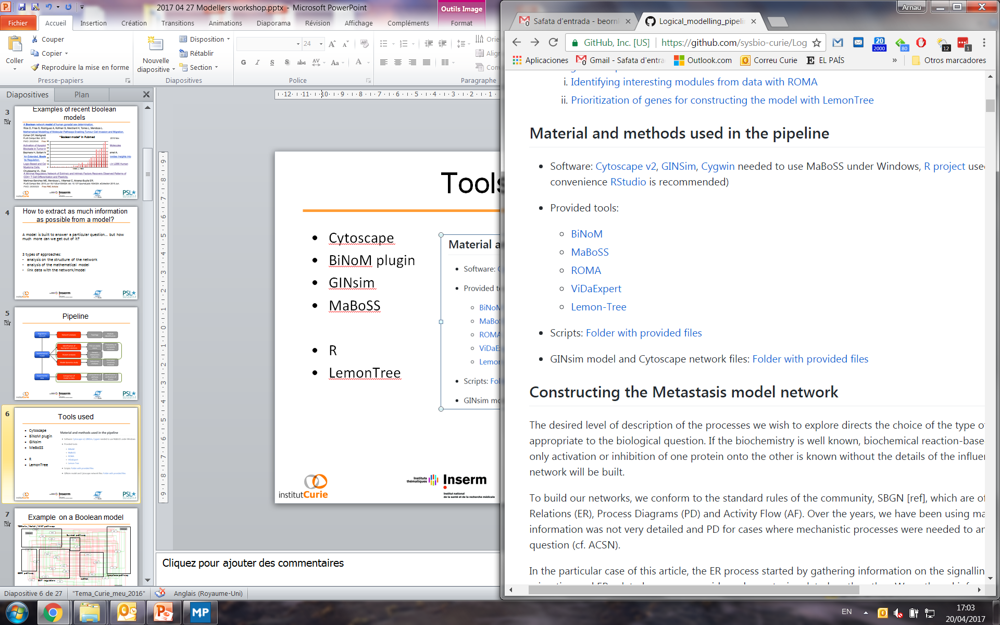 2017 04 27 Modellers workshop.pptx - Microsoft PowerPoint
Outils Image
Fichier
Accueil
Insertion
Création
Transitions
Animations
Diaporama
Révision
Affichage
Compléments
Format
Coller
Couper
Copier
Reproduire la mise en forme
Presse-papiers
Nouvelle
diapositive
Disposition
Rétablir
Section
Diapositives
24
G I S S abc AV Aa A
Police
Orie
Align
Conv
Paragraphe
Diapositives
Plan
3
Examples of recent Boolean
models
"Boolean model" in Pubmed
4
How to extract as much information
as possible from a model?
A model is built to answer a particular question... but how
much more can we get out of it?
3 types of approaches:
- analysis on the structure of the network
- analysis of the mathematical model
- link data with the network/model
5
Pipeline
6
Tools used
Cytoscape
BiNoM plugin
GINsim
MaBoSS
R
LemonTree
Material and methods used in the pipeline
7
Example on a Boolean model
Tools
• Cytoscape
• BiNoM plugin
• GINsim
• MaBoSS
• R
• LemonTree
Material a
• Software: C
• Provided to
BiNoM
MaBoS
ROMA
ViDaEx
Lemon
• Scripts: Fol
• GINsim mo
institutCurie
Instituts
thématiques
Inserm
Institut national
de la santé et de la recherche médicale
Cliquez pour ajouter des commentaires
Diapositive 6 de 27
"Tema_Curie_meu_2016"
Anglais (Royaume-Uni)
Arnau
Safata d'entrada - beorn
Logical_modelling_pipeli
GitHub, Inc. [US]
https://github.com/sysbio-curie/Log
20
2000
80
12
1
Aplicaciones
Gmail - Safata d'entra
Outlook.com
Correu Curie
EL PAÍS
»
Otros marcadores
i. Identifying interesting modules from data with ROMA
ii. Prioritization of genes for constructing the model with LemonTree
Material and methods used in the pipeline
• Software: Cytoscape v2, GINSim, Cygwin needed to use MaBoSS under Windows, R project use
convenience RStudio is recommended)
• Provided tools:
BiNoM
MaBoSS
ROMA
ViDaExpert
Lemon-Tree
• Scripts: Folder with provided files
• GINsim model and Cytoscape network files: Folder with provided files
Constructing the Metastasis model network
The desired level of description of the processes we wish to explore directs the choice of the type o
appropriate to the biological question. If the biochemistry is well known, biochemical reaction-base
only activation or inhibition of one protein onto the other is known without the details of the influe
network will be built.
To build our networks, we conform to the standard rules of the community, SBGN [ref], which are of
Relations (ER), Process Diagrams (PD) and Activity Flow (AF). Over the years, we have been using ma
information was not very detailed and PD for cases where mechanistic processes were needed to an
question (cf. ACSN).
In the particular case of this article, the ER process started by gathering information on the signallin
MP
EN
17:03
20/04/2017